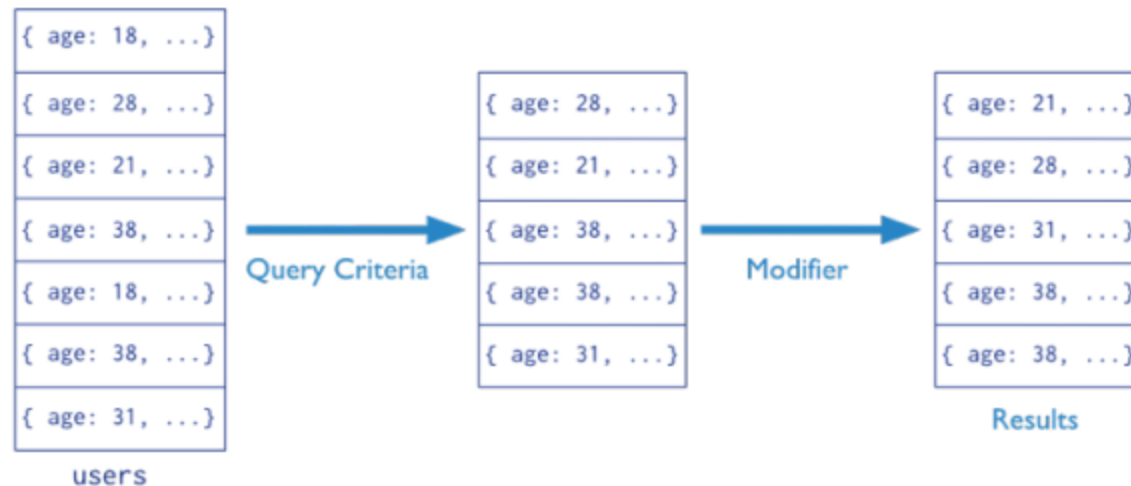 { age: 18, ...}
{ age: 28, ...}
{ age: 21, ...}
{ age: 38, ...}
{ age: 18, ...}
{ age: 38, ...}
{ age: 31, ...}
users
Query Criteria
{ age: 28, ...}
{ age: 21, ...}
{ age: 38, ...}
{ age: 38, ...}
{ age: 31, ...}
Modifier
{ age: 21, ...}
{ age: 28, ...}
{ age: 31, ...}
{ age: 38, ...}
{ age: 38, ...}
Results